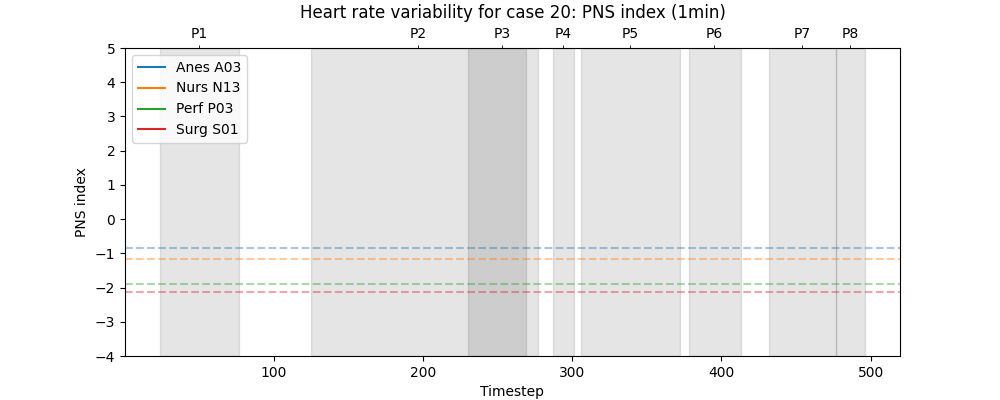 Heart rate variability for case 20: PNS index (1min)
P1 P2 P3 P4 P5 P6 P7 P8
Anes A03
Nurs N13
Perf P03
Surg S01
5
4
3
2
1
0
−1
−2
−3
−4
PNS index
100 200 300 400 500
Timestep